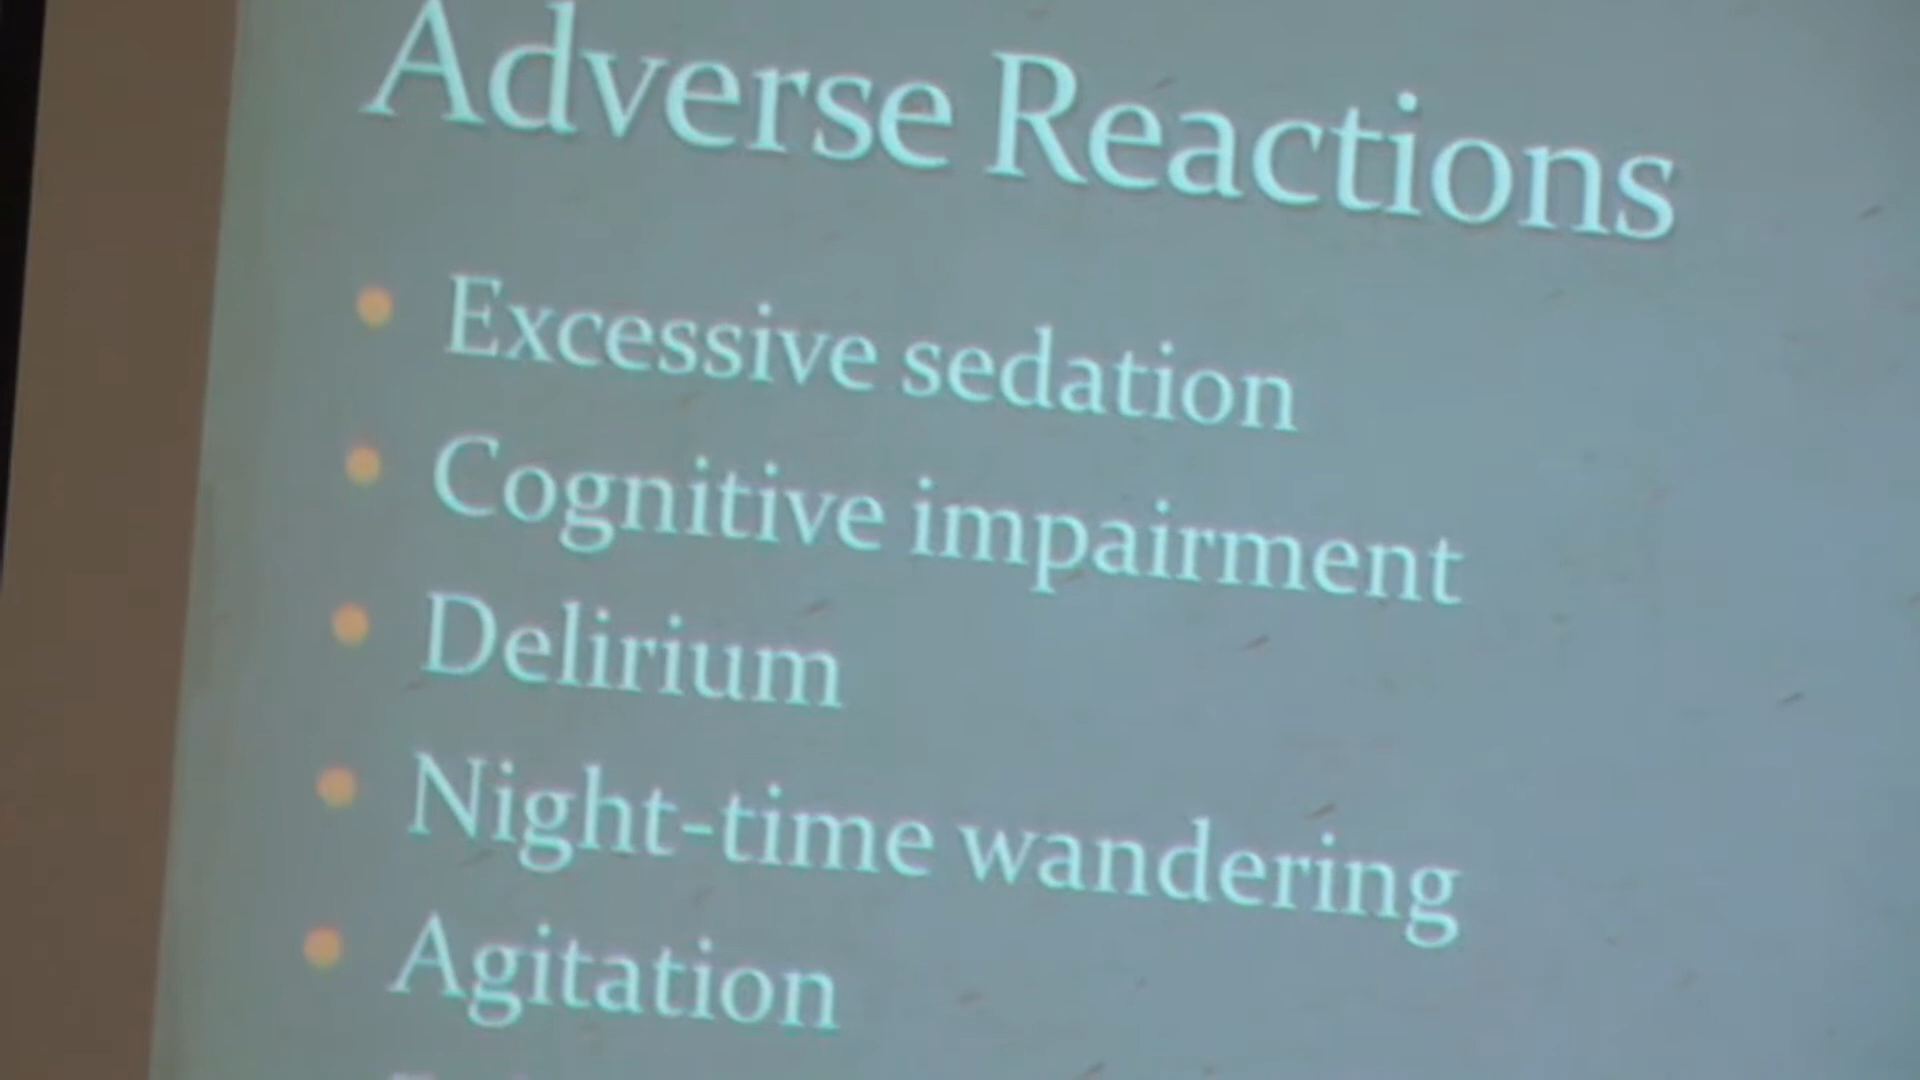 Adverse Reactions
Excessive sedation
Cognitive impairment
Delirium
Night-time wandering
Agitation